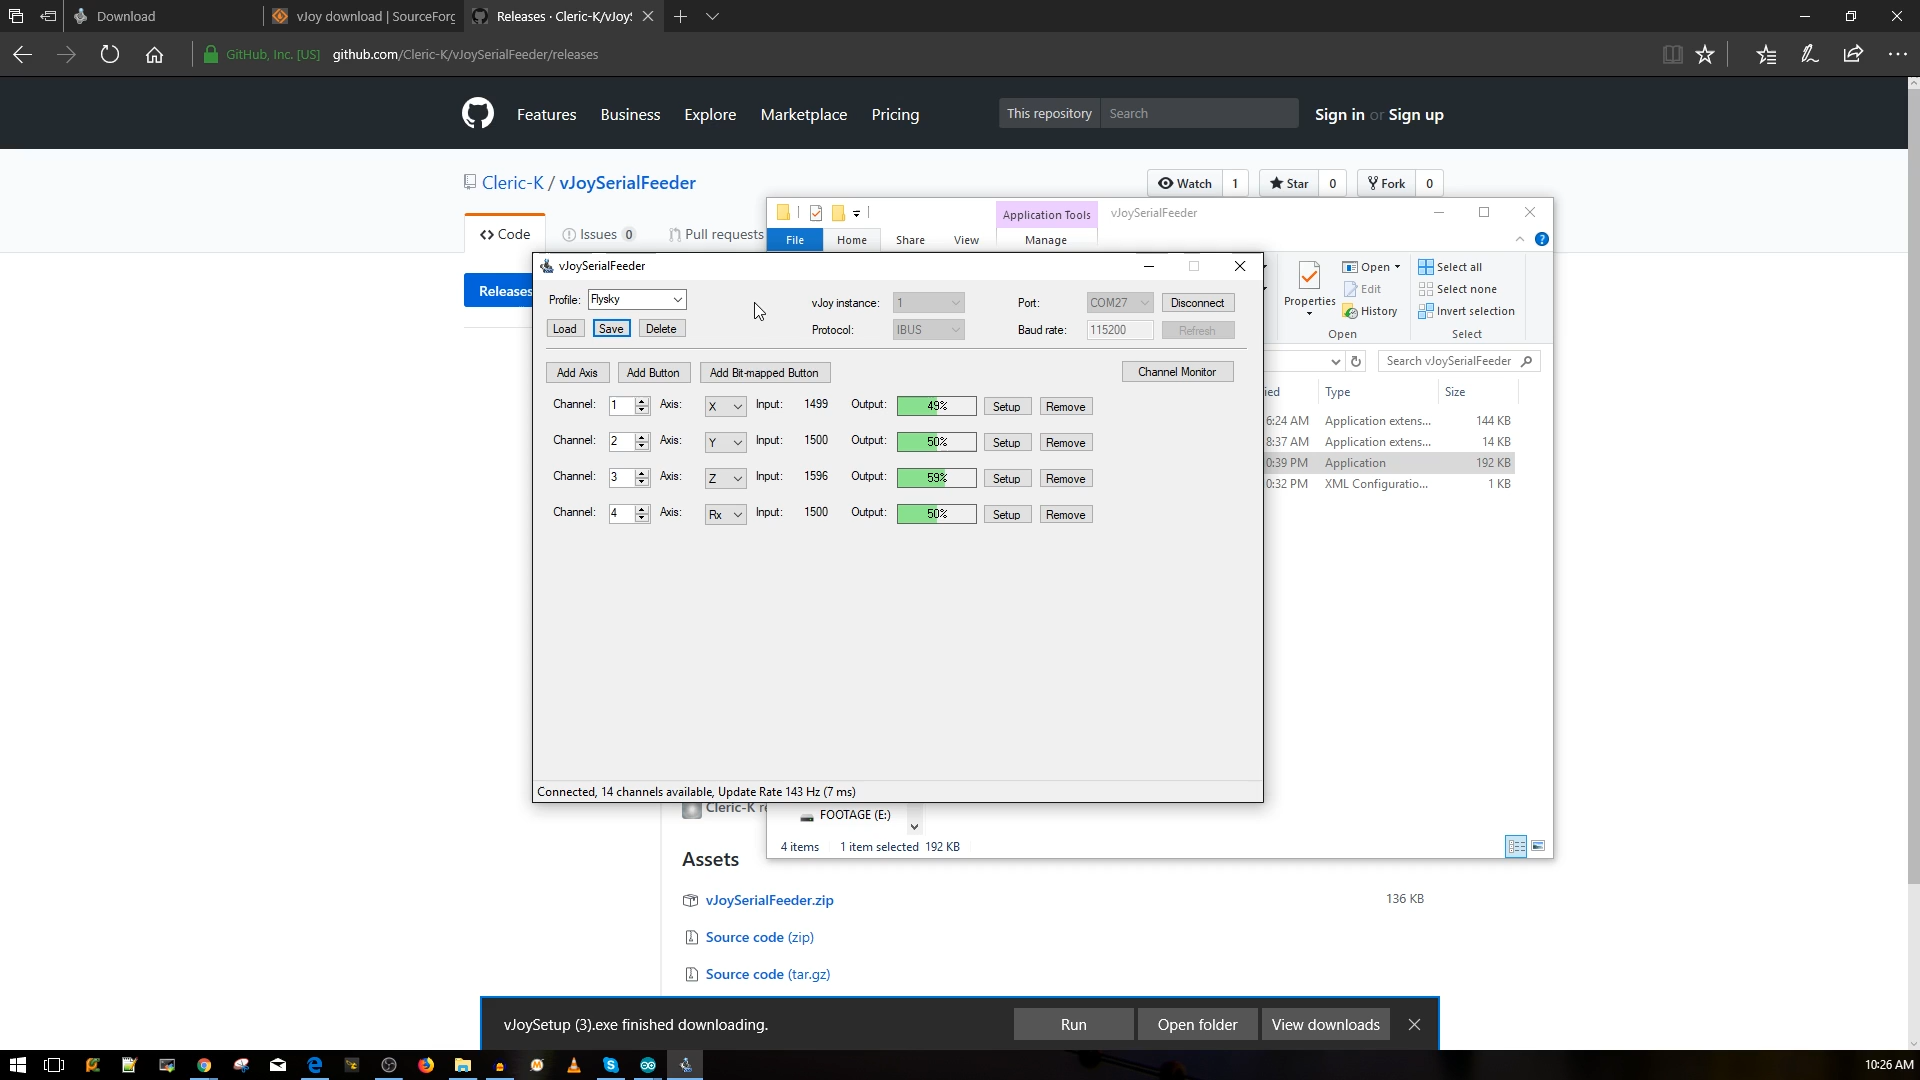 Download
vJoy download | SourceForg
Releases · Cleric-K/vJoyS
GitHub, Inc. [US]
github.com/Cleric-K/vJoySerialFeeder/releases
Features
Business
Explore
Marketplace
Pricing
This repository
Search
Sign in or Sign up
Cleric-K / vJoySerialFeeder
Watch 1
Star 0
Fork 0
Code
Issues 0
Pull requests
Releases
Application Tools
vJoySerialFeeder
File
Home
Share
View
Manage
Properties
Open
Edit
History
Open
Select all
Select none
Invert selection
Select
Search vJoySerialFeeder
Type
Size
6:24 AM Application extens... 144 KB
8:37 AM Application extens... 14 KB
0:39 PM Application 192 KB
0:32 PM XML Configuratio... 1 KB
vJoySerialFeeder
Profile: Flysky
Load
Save
Delete
vJoy instance: 1
Protocol: IBUS
Port: COM27
Disconnect
Baud rate: 115200
Refresh
Add Axis
Add Button
Add Bit-mapped Button
Channel Monitor
Channel: 1 Axis: X Input: 1499 Output: 49% Setup Remove
Channel: 2 Axis: Y Input: 1500 Output: 50% Setup Remove
Channel: 3 Axis: Z Input: 1596 Output: 59% Setup Remove
Channel: 4 Axis: Rx Input: 1500 Output: 50% Setup Remove
Connected, 14 channels available, Update Rate 143 Hz (7 ms)
Cleric-K
FOOTAGE (E:)
4 items
1 item selected 192 KB
Assets
vJoySerialFeeder.zip
136 KB
Source code (zip)
Source code (tar.gz)
vJoySetup (3).exe finished downloading.
Run
Open folder
View downloads
10:26 AM